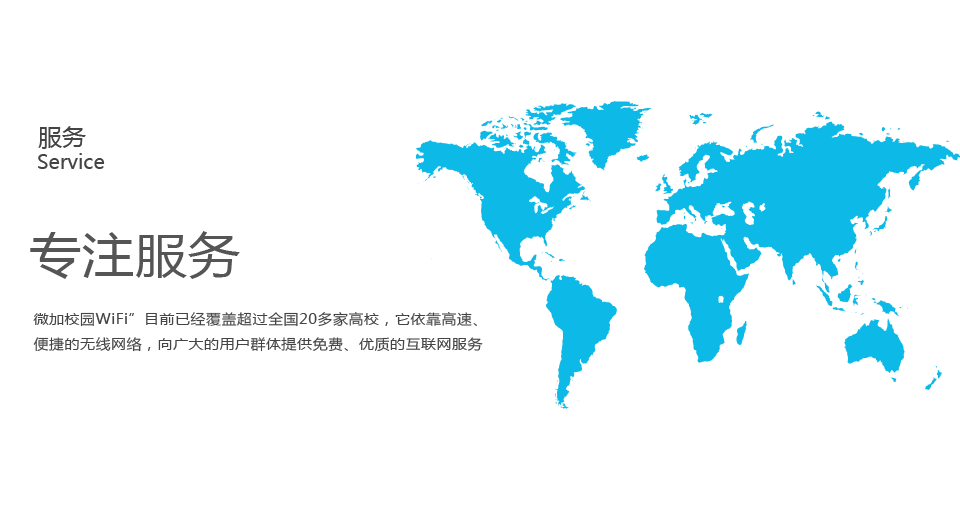 服务
Service
专注服务
微加校园WiFi”目前已经覆盖超过全国20多家高校，它依靠高速、
便捷的无线网络，向广大的用户群体提供免费、优质的互联网服务